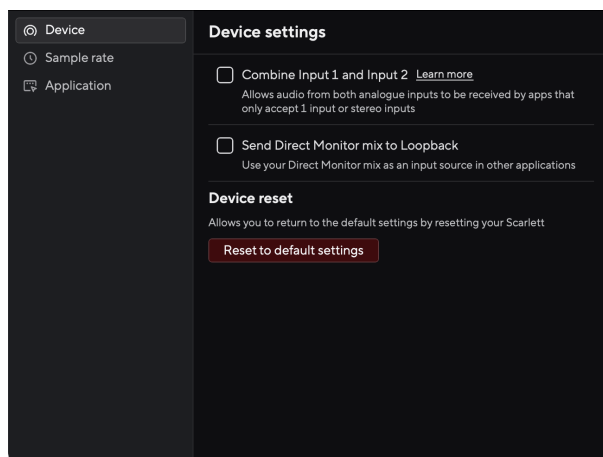 Device
Sample rate
Application
Device settings
Combine Input 1 and Input 2 Learn more
Allows audio from both analogue inputs to be received by apps that
only accept 1 input or stereo inputs
Send Direct Monitor mix to Loopback
Use your Direct Monitor mix as an input source in other applications
Device reset
Allows you to return to the default settings by resetting your Scarlett
Reset to default settings